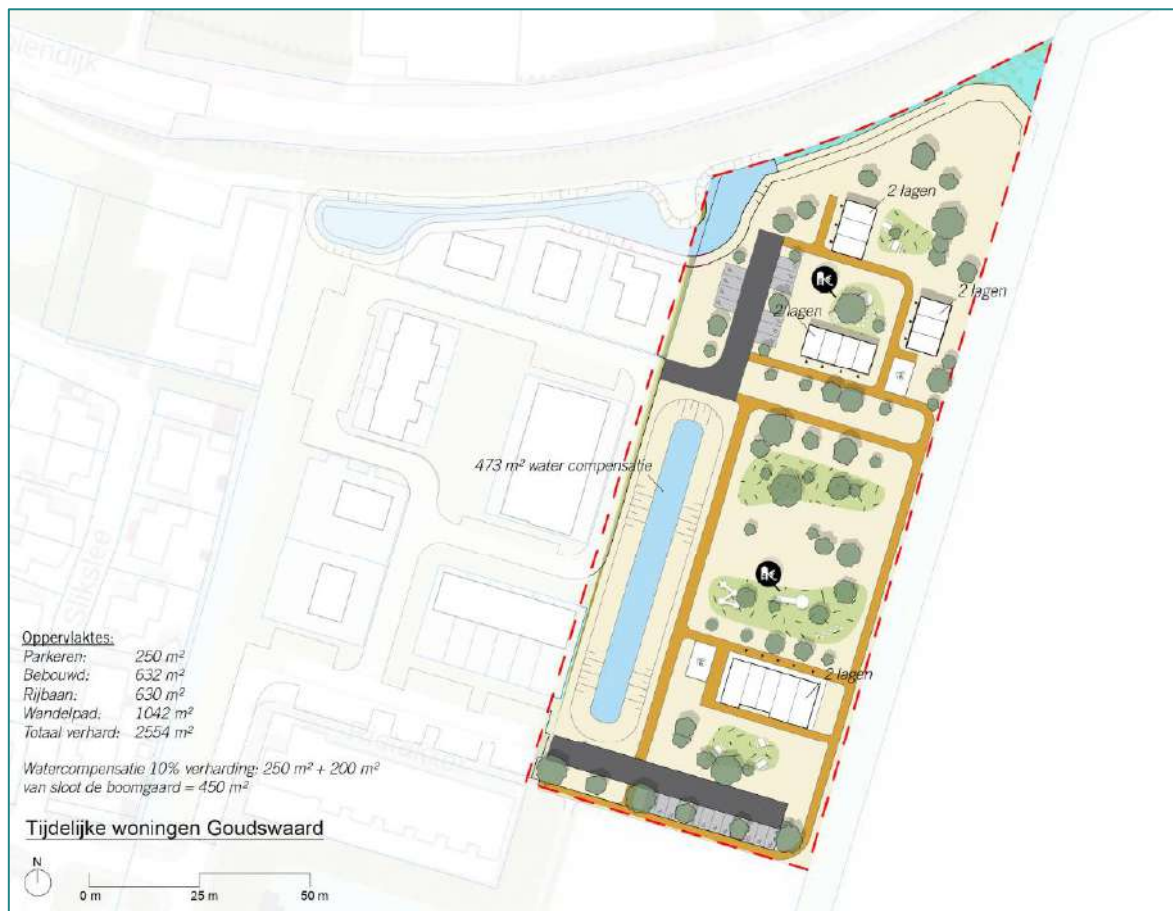 2 lagen
2 lagen
2 lagen
473 m² water compensatie
2 lagen
Oppervlaktes:
Parkeren: 250 m²
Bebouwd: 632 m²
Rijbaan: 630 m²
Wandelpad: 1042 m²
Totaal verhard: 2554 m²
Watercompensatie 10% verharding: 250 m² + 200 m²
van sloot de boomgaard = 450 m²
Tijdelijke woningen Goudswaard
N
0 m 25 m 50 m